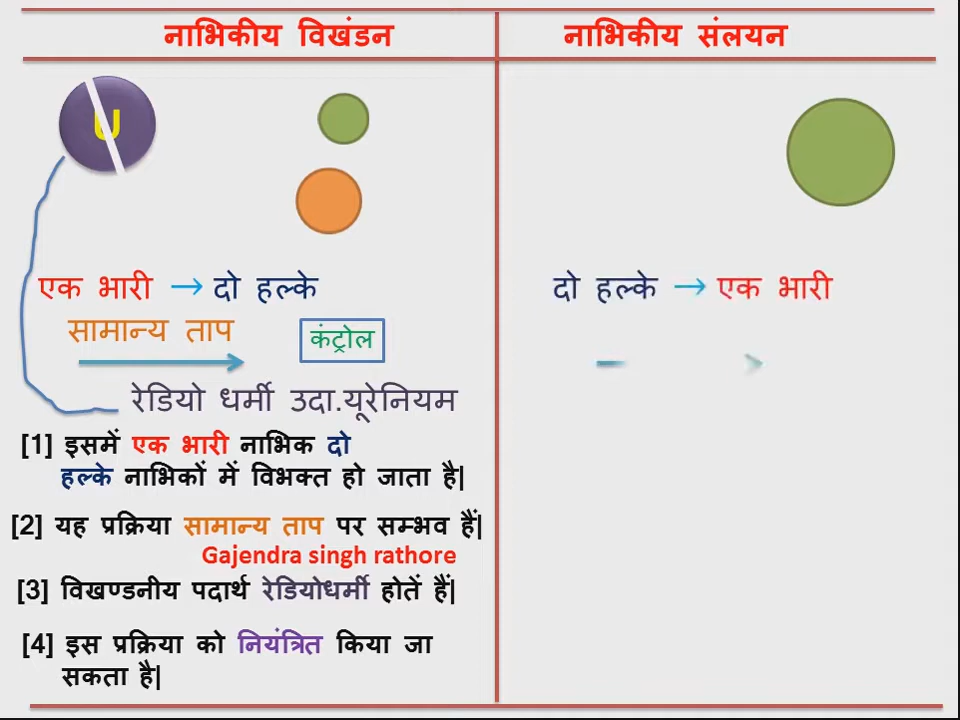 नाभिकीय विखंडन
नाभिकीय संलयन
U
एक भारी → दो हल्के
सामान्य ताप
कंट्रोल
रेडियो धर्मी उदा.यूरेनियम
[1] इसमें एक भारी नाभिक दो
हल्के नाभिकों में विभक्त हो जाता है|
[2] यह प्रक्रिया सामान्य ताप पर सम्भव हैं|
Gajendra singh rathore
[3] विखण्डनीय पदार्थ रेडियोधर्मी होतें हैं|
[4] इस प्रक्रिया को नियंत्रित किया जा
सकता है|
दो हल्के → एक भारी